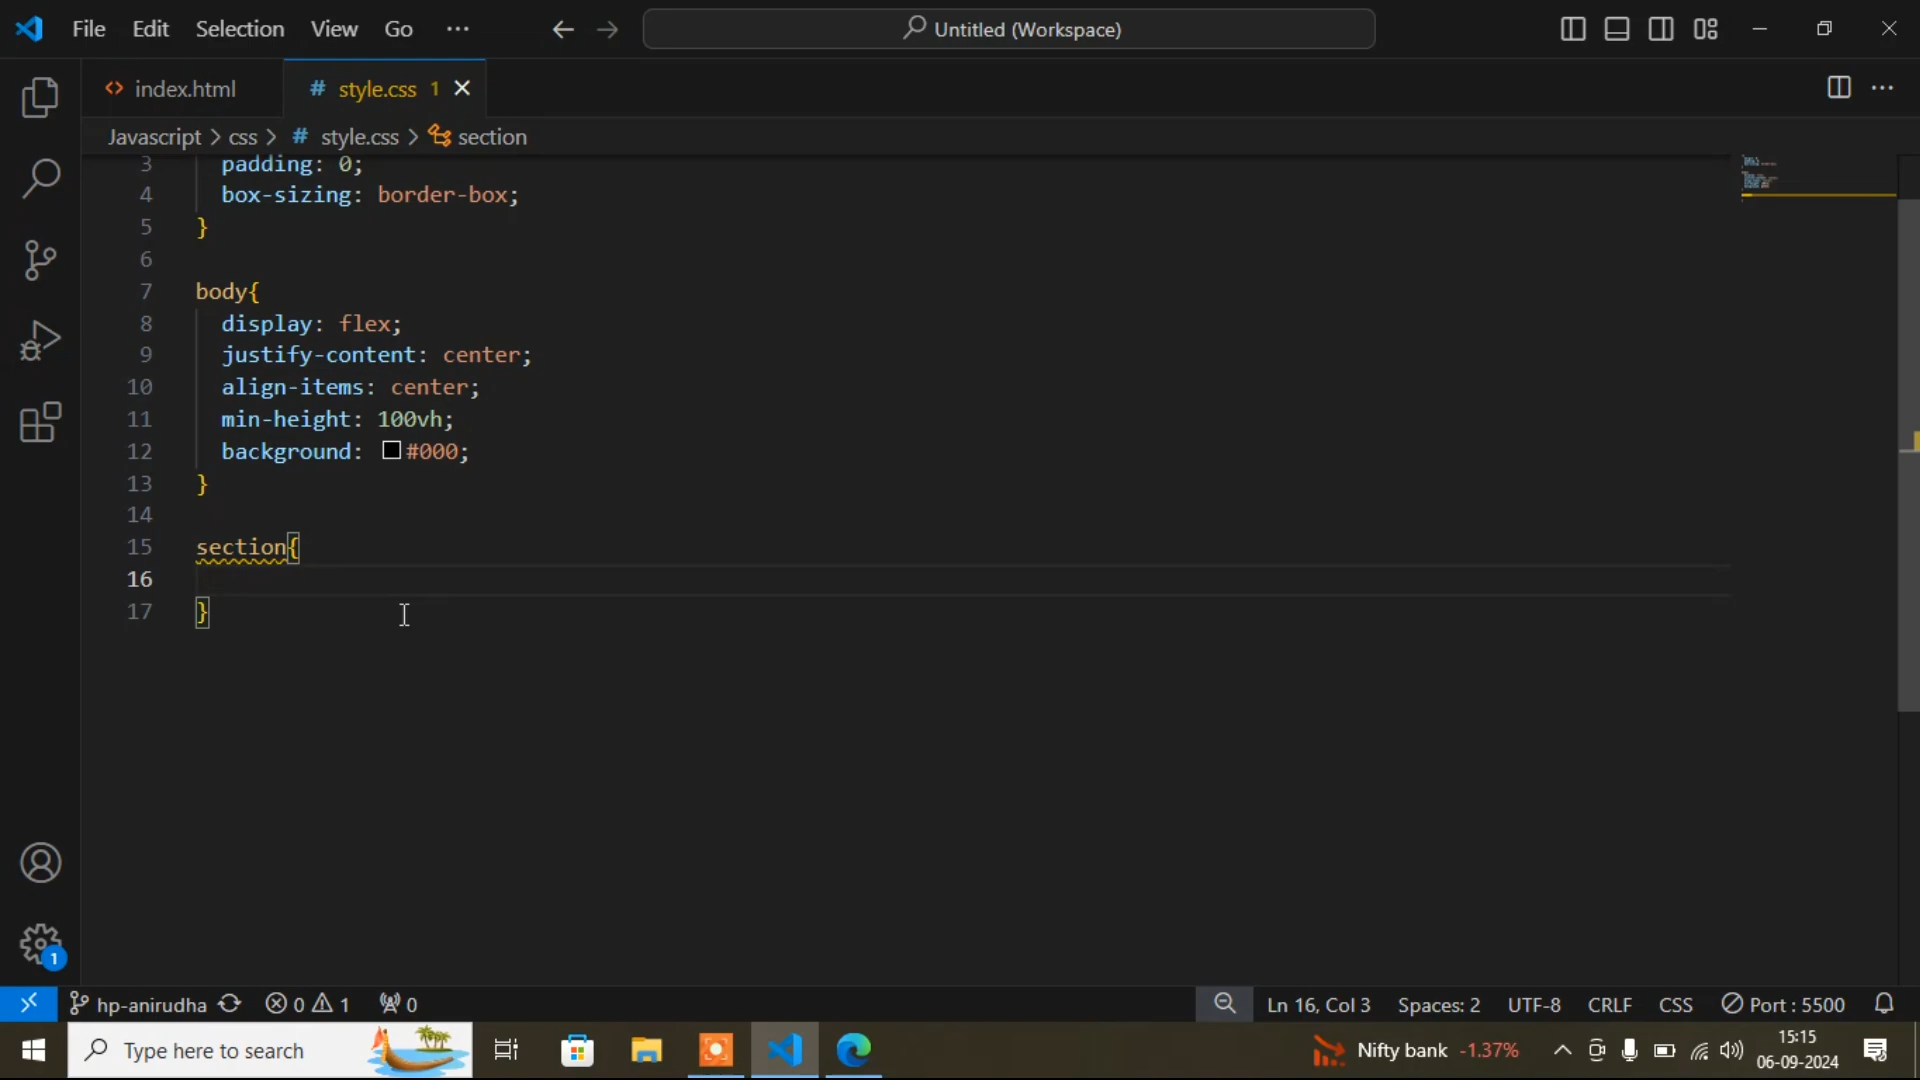 File Edit Selection View Go ··· Untitled (Workspace)
<> index.html # style.css 1
Javascript > css > # style.css > section
3 padding: 0;
4 box-sizing: border-box;
5 }
6
7 body{
8 display: flex;
9 justify-content: center;
10 align-items: center;
11 min-height: 100vh;
12 background: #000;
13 }
14
15 section{
16
17 }
1
hp-anirudha 0 1 0 Ln 16, Col 3 Spaces: 2 UTF-8 CRLF CSS Port : 5500
Type here to search Nifty bank -1.37% 15:15
06-09-2024